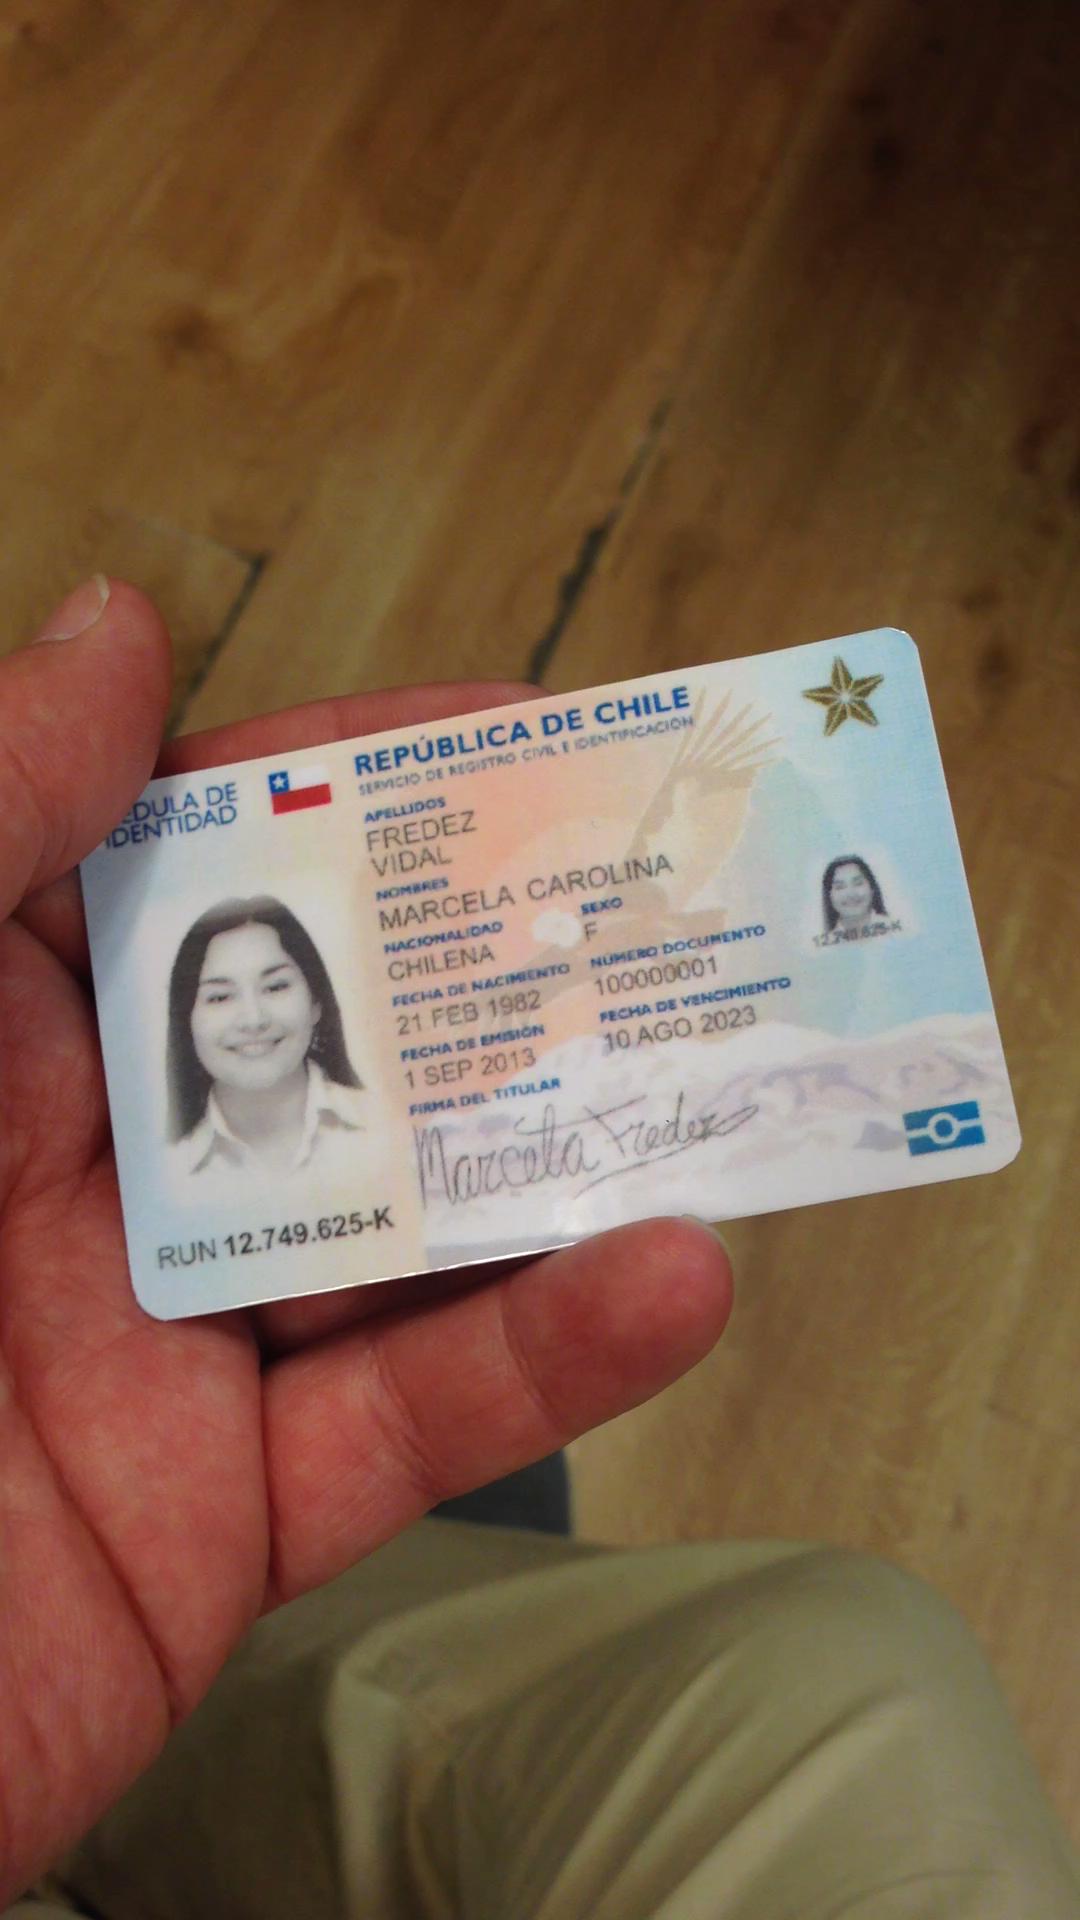 CÉDULA DE
IDENTIDAD
REPÚBLICA DE CHILE
SERVICIO DE REGISTRO CIVIL E IDENTIFICACIÓN
APELLIDOS
FREDEZ
VIDAL
NOMBRES
MARCELA CAROLINA
NACIONALIDAD SEXO
CHILENA F
FECHA DE NACIMIENTO NÚMERO DOCUMENTO
21 FEB 1982 100000001
FECHA DE EMISIÓN FECHA DE VENCIMIENTO
1 SEP 2013 10 AGO 2023
FIRMA DEL TITULAR
Marcela Fredez
12.749.625-K
RUN 12.749.625-K